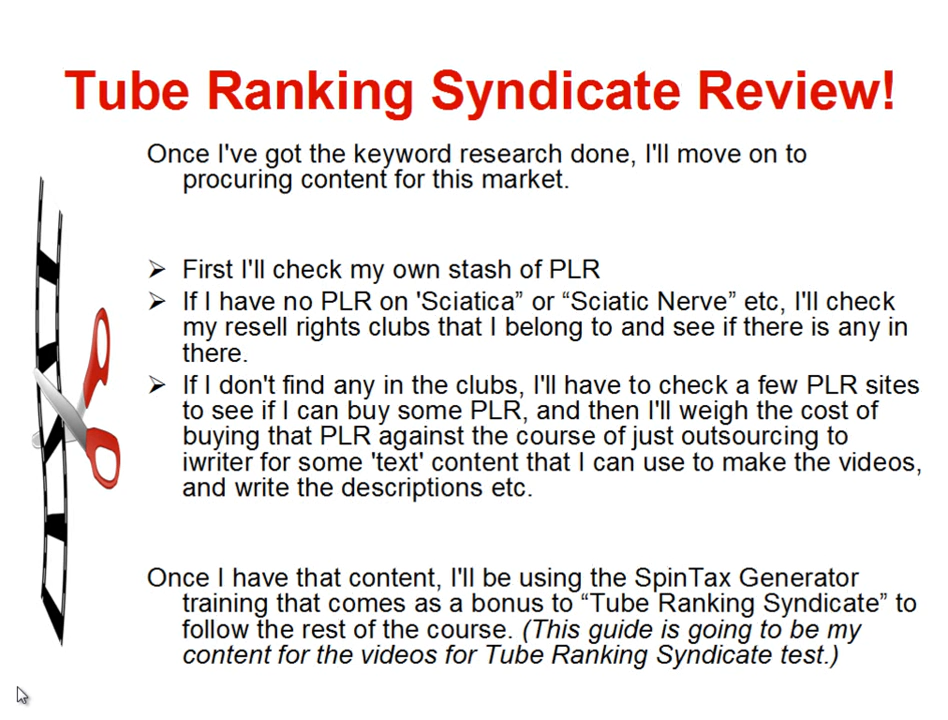 Tube Ranking Syndicate Review!
Once I've got the keyword research done, I'll move on to
procuring content for this market.
➢ First I'll check my own stash of PLR
➢ If I have no PLR on 'Sciatica” or “Sciatic Nerve” etc, I'll check
my resell rights clubs that I belong to and see if there is any in
there.
➢ If I don't find any in the clubs, I'll have to check a few PLR sites
to see if I can buy some PLR, and then I'll weigh the cost of
buying that PLR against the course of just outsourcing to
iwriter for some 'text' content that I can use to make the videos,
and write the descriptions etc.
Once I have that content, I'll be using the SpinTax Generator
training that comes as a bonus to “Tube Ranking Syndicate” to
follow the rest of the course. (This guide is going to be my
content for the videos for Tube Ranking Syndicate test.)